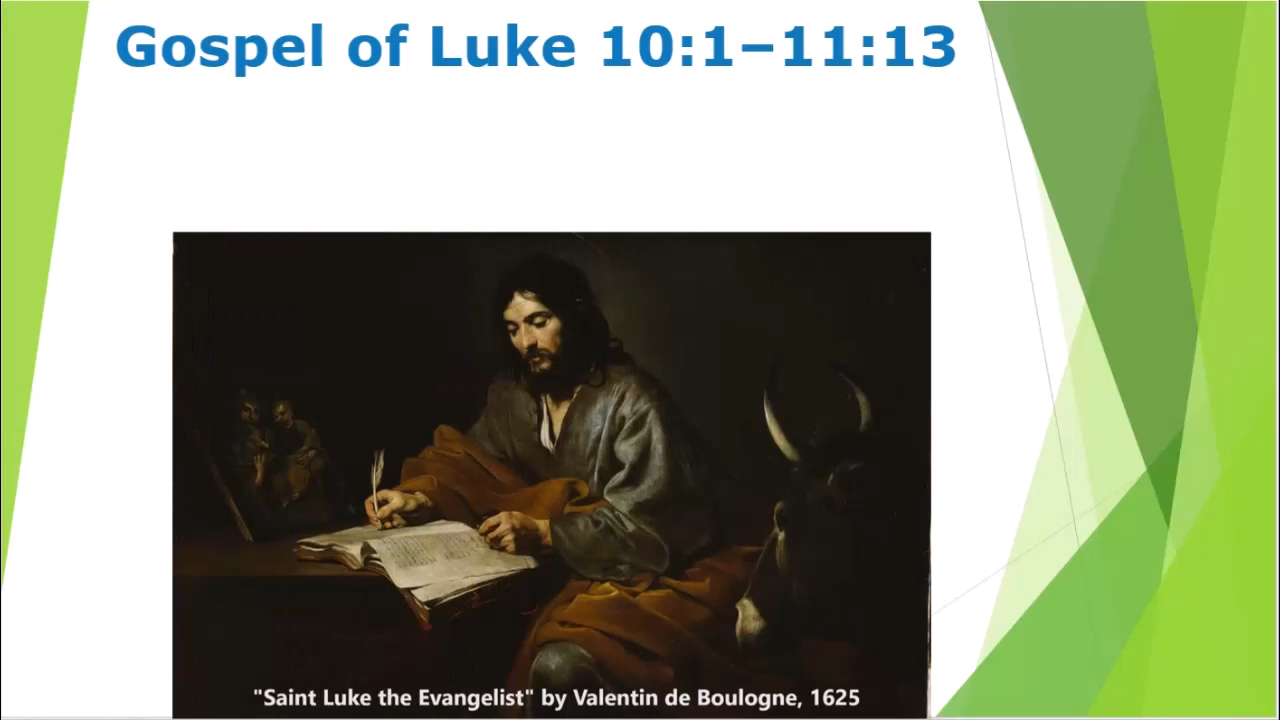 Gospel of Luke 10:1–11:13
"Saint Luke the Evangelist" by Valentin de Boulogne, 1625